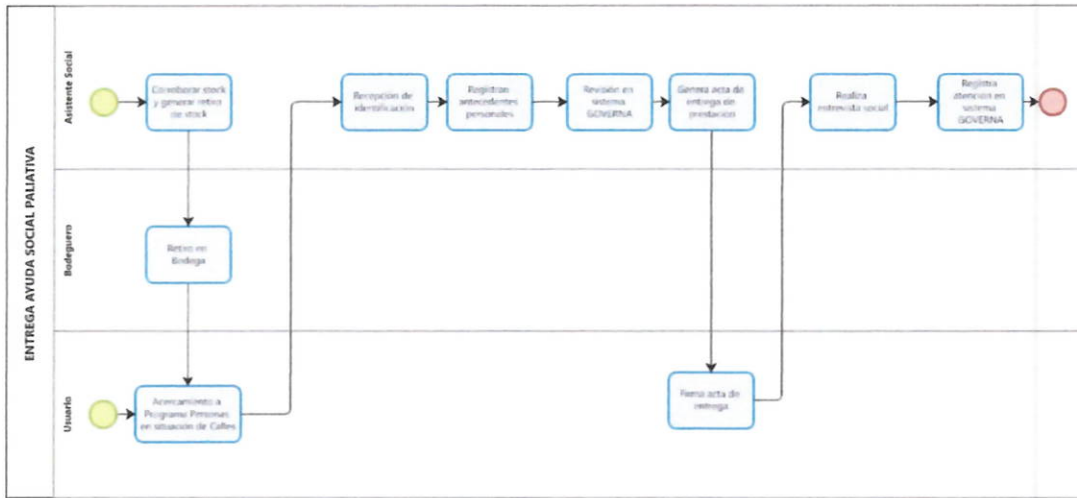 ENTREGA AYUDA SOCIAL PALIATIVA
Asistente Social
Corroborar stock
y generar retiro
de stock
Recepción de
identificación
Registran
antecedentes
personales
Revisión en
sistema
GOVERNA
Genera acta de
entrega de
prestación
Realiza
entrevista social
Registra
atención en
sistema
GOVERNA
Bodeguero
Retiro en
Bodega
Usuario
Acercamiento a
Programa Personas
en situación de Calles
Firma acta de
entrega